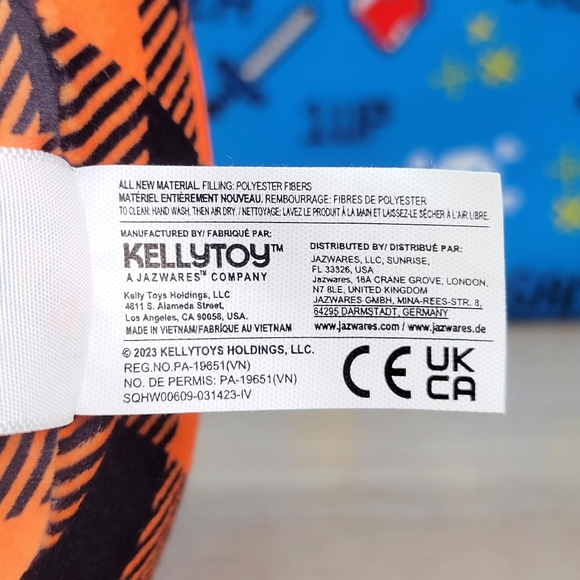 1UP
ALL NEW MATERIAL. FILLING: POLYESTER FIBERS
MATÉRIEL ENTIÈREMENT NOUVEAU. REMBOURRAGE: FIBRES DE POLYESTER
TO CLEAN: HAND WASH, THEN AIR DRY. / NETTOYAGE: LAVEZ LE PRODUIT À LA MAIN ET LAISSEZ-LE SÉCHER À L'AIR LIBRE.
MANUFACTURED BY/ FABRIQUÉ PAR:
KELLYTOY™
A JAZWARES™ COMPANY
Kelly Toys Holdings, LLC
4811 S. Alameda Street,
Los Angeles, CA 90058, USA.
MADE IN VIETNAM/FABRIQUÉ AU VIETNAM
DISTRIBUTED BY/ DISTRIBUÉ PAR:
JAZWARES, LLC, SUNRISE,
FL 33326, USA
Jazwares, 18A CRANE GROVE, LONDON,
N7 8LE, UNITED KINGDOM
JAZWARES GMBH, MINA-REES-STR. 8,
64295 DARMSTADT, GERMANY
www.jazwares.com / www.jazwares.de
© 2023 KELLYTOYS HOLDINGS, LLC.
REG.NO.PA-19651(VN)
NO. DE PERMIS: PA-19651(VN)
SQHW00609-031423-IV
CE
UK
CA